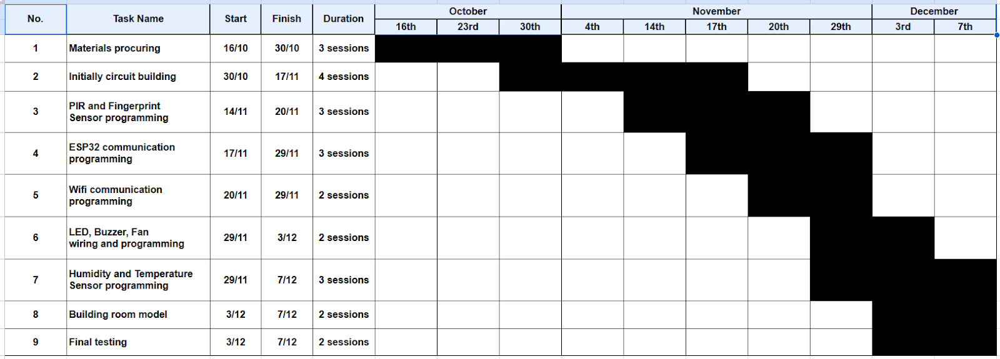 No. Task Name Start Finish Duration October November December
16th 23rd 30th 4th 14th 17th 20th 29th 3rd 7th
1 Materials procuring 16/10 30/10 3 sessions
2 Initially circuit building 30/10 17/11 4 sessions
3 PIR and Fingerprint
Sensor programming 14/11 20/11 3 sessions
4 ESP32 communication
programming 17/11 29/11 3 sessions
5 Wifi communication
programming 20/11 29/11 2 sessions
6 LED, Buzzer, Fan
wiring and programming 29/11 3/12 2 sessions
7 Humidity and Temperature
Sensor programming 29/11 7/12 3 sessions
8 Building room model 3/12 7/12 2 sessions
9 Final testing 3/12 7/12 2 sessions